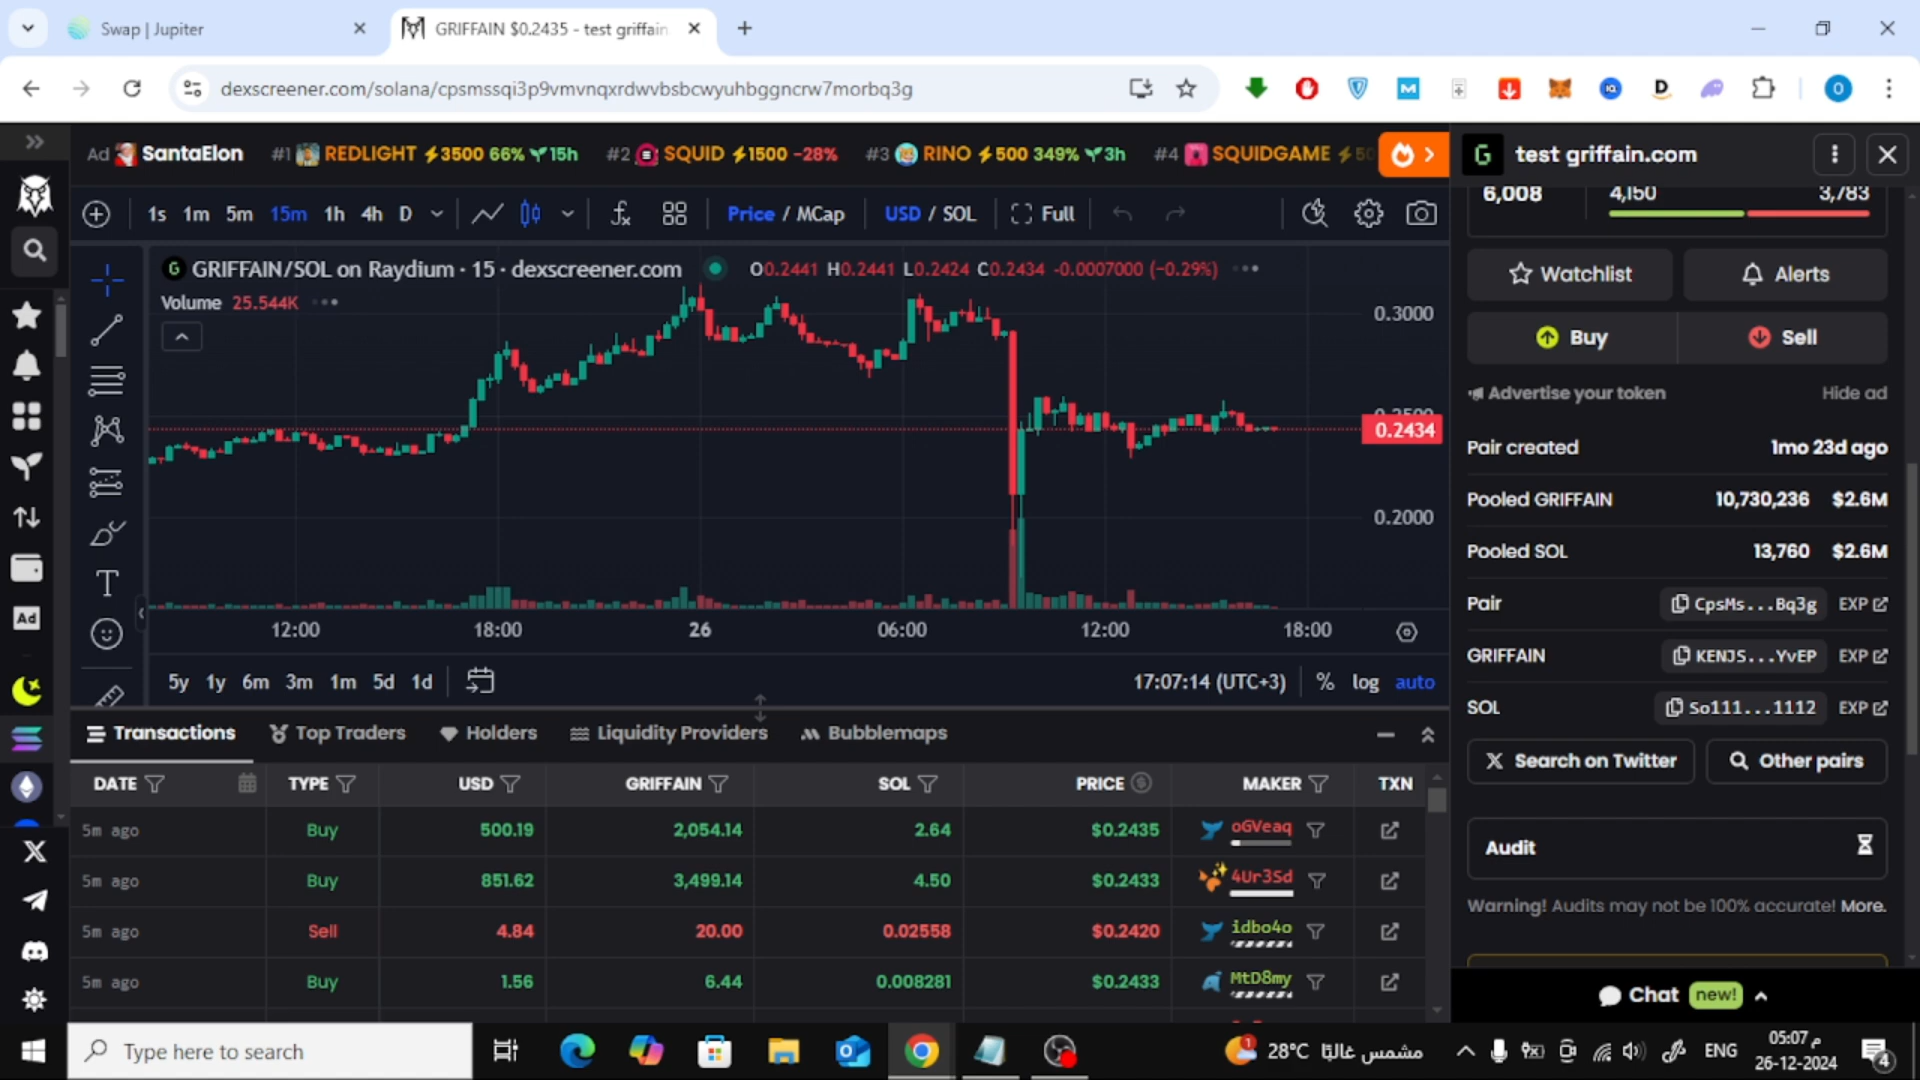 Swap | Jupiter
GRIFFAIN $0.2435 - test griffain
dexscreener.com/solana/cpsmssqi3p9vmvnqxrdwvbsbcwyuhbggncrw7morbq3g
Ad SantaElon #1 REDLIGHT 3500 66% 15h #2 SQUID 1500 -28% #3 RINO 500 349% 3h #4 SQUIDGAME
test griffain.com
6,008 4,150 3,783
1s 1m 5m 15m 1h 4h D Price / MCap USD / SOL Full
GRIFFAIN/SOL on Raydium · 15 · dexscreener.com O0.2441 H0.2441 L0.2424 C0.2434 -0.0007000 (-0.29%)
Volume 25.544K
0.3000
0.2500
0.2434
0.2000
12:00 18:00 26 06:00 12:00 18:00
5y 1y 6m 3m 1m 5d 1d 17:07:14 (UTC+3) % log auto
Watchlist Alerts
Buy Sell
Advertise your token Hide ad
Pair created 1mo 23d ago
Pooled GRIFFAIN 10,730,236 $2.6M
Pooled SOL 13,760 $2.6M
Pair CpsMs...Bq3g EXP
GRIFFAIN KENJS...YvEP EXP
SOL So111...1112 EXP
Search on Twitter Other pairs
Audit
Warning! Audits may not be 100% accurate! More.
Chat new!
Transactions Top Traders Holders Liquidity Providers Bubblemaps
DATE TYPE USD GRIFFAIN SOL PRICE MAKER TXN
5m ago Buy 500.19 2,054.14 2.64 $0.2435 oGVeaq
5m ago Buy 851.62 3,499.14 4.50 $0.2433 4Ur3Sd
5m ago Sell 4.84 20.00 0.02558 $0.2420 idbo4o
5m ago Buy 1.56 6.44 0.008281 $0.2433 MtD8my
Ad
Type here to search
28°C مشمس غالبًا
ENG
05:07 م
26-12-2024
4